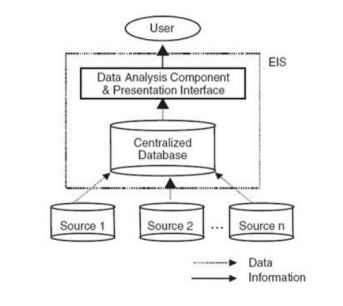 User
EIS
Data Analysis Component
& Presentation Interface
Centralized
Database
Source 1
Source 2
...
Source n
Data
Information